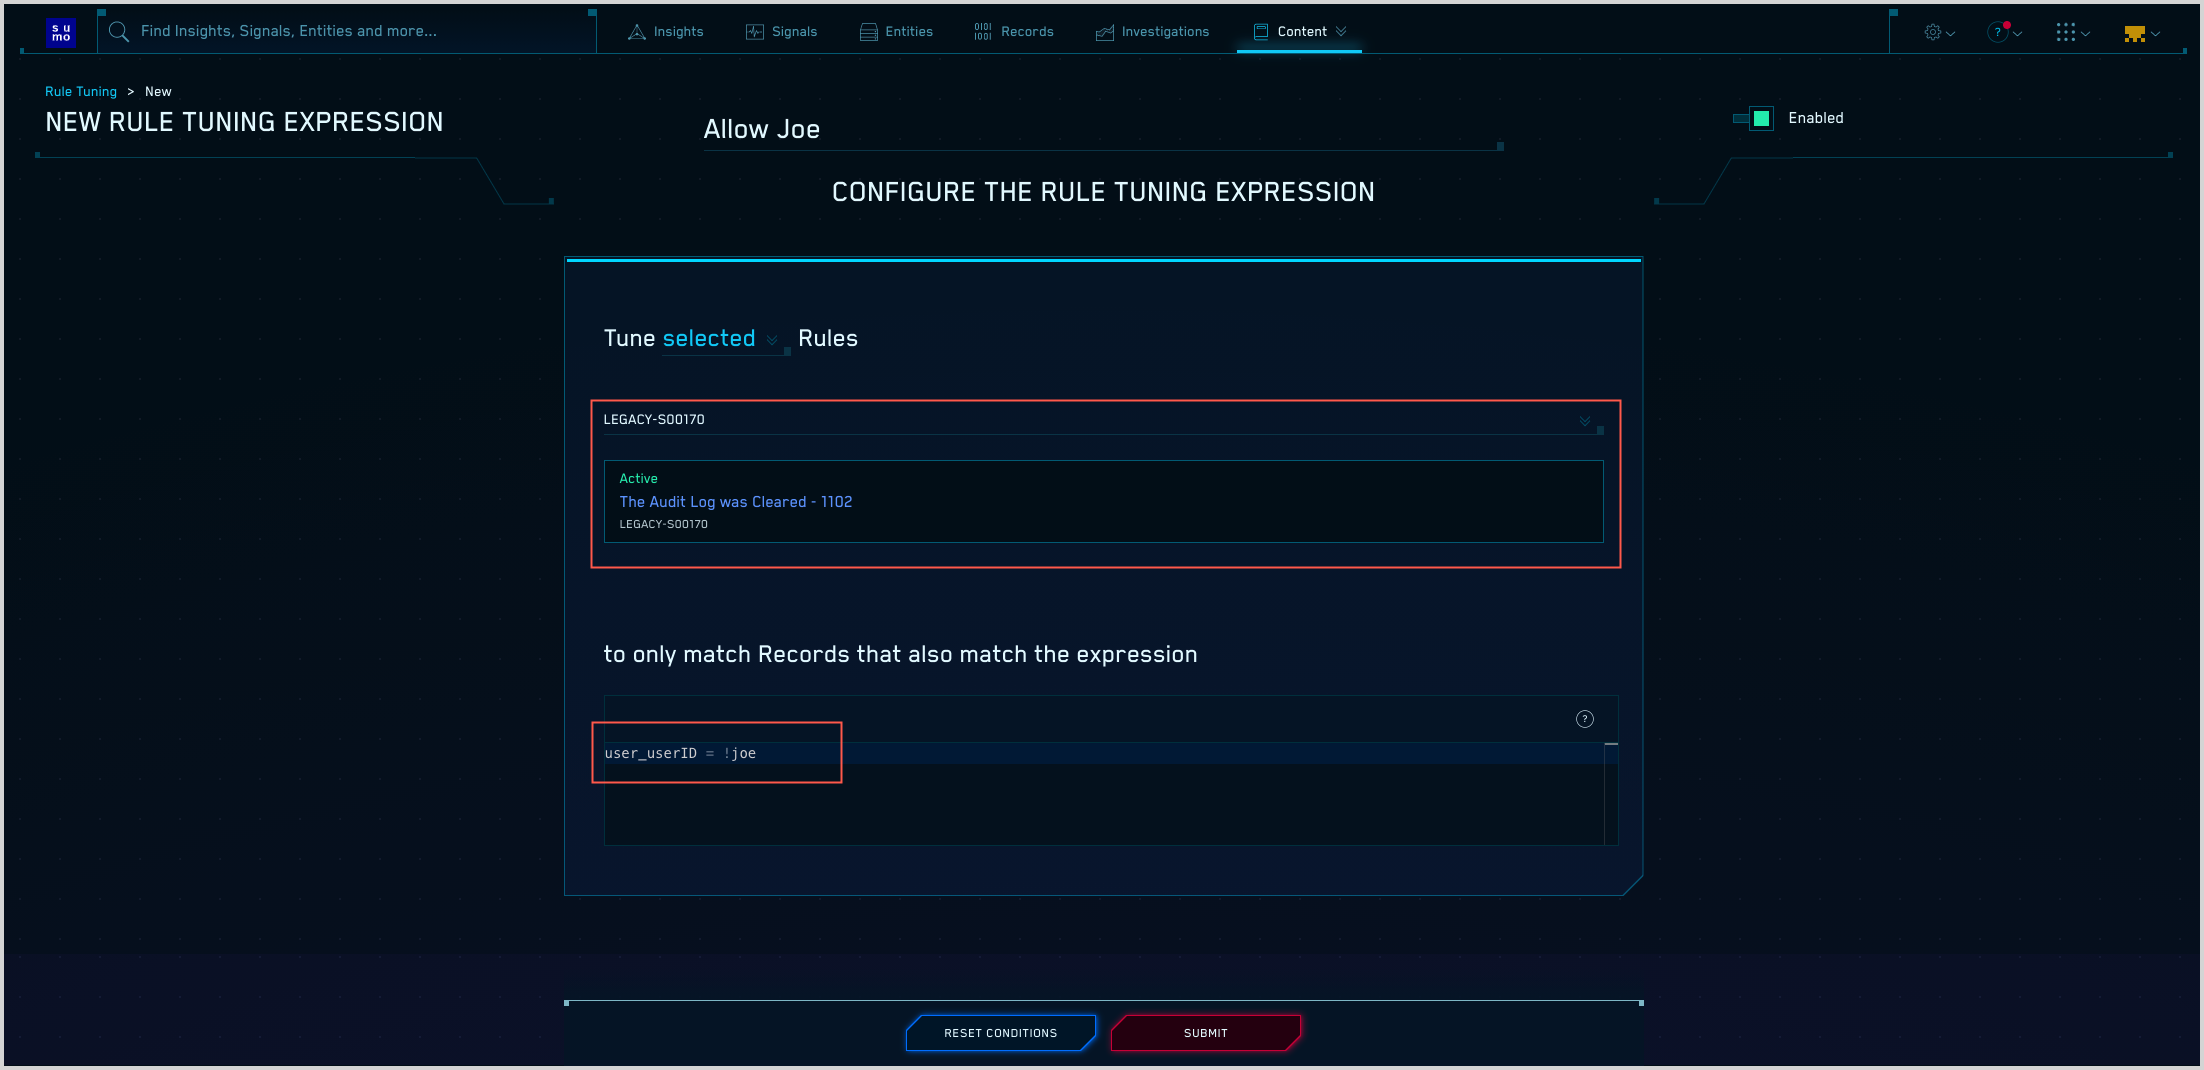 su
mo
Find Insights, Signals, Entities and more...
Insights
Signals
0101
1001
Entities
Records
Investigations
Content
?
Rule Tuning > New
NEW RULE TUNING EXPRESSION
Allow Joe
Enabled
CONFIGURE THE RULE TUNING EXPRESSION
Tune selected Rules
LEGACY-S00170
Active
The Audit Log was Cleared - 1102
LEGACY-S00170
to only match Records that also match the expression
?
user_userID = !joe
RESET CONDITIONS
SUBMIT